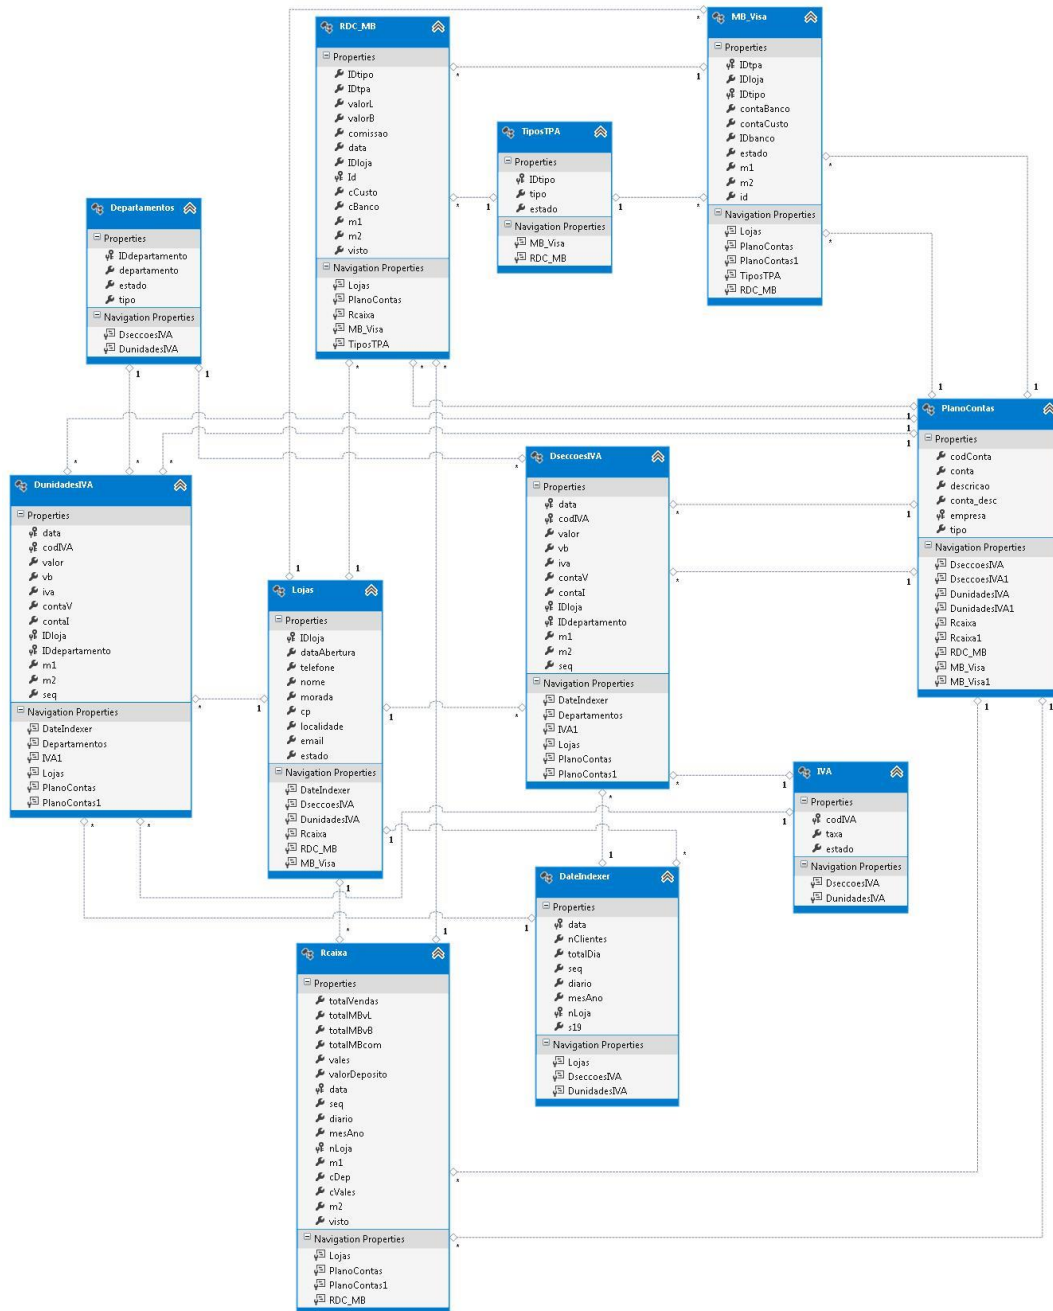 RDC_MB
Properties
IDtipo
IDtpa
valorL
valorB
comissao
data
IDloja
Id
cCusto
cBanco
m1
m2
visto
Navigation Properties
Lojas
PlanoContas
Rcaixa
MB_Visa
TiposTPA
MB_Visa
Properties
IDtpa
IDloja
IDtipo
contaBanco
contaCusto
IDbanco
estado
m1
m2
id
Navigation Properties
Lojas
PlanoContas
PlanoContas1
TiposTPA
RDC_MB
TiposTPA
Properties
IDtipo
tipo
estado
Navigation Properties
MB_Visa
RDC_MB
Departamentos
Properties
IDdepartamento
departamento
estado
tipo
Navigation Properties
DseccoesIVA
DunidadesIVA
PlanoContas
Properties
codConta
conta
descricao
conta_desc
empresa
tipo
Navigation Properties
DseccoesIVA
DseccoesIVA1
DunidadesIVA
DunidadesIVA1
Rcaixa
Rcaixa1
RDC_MB
MB_Visa
MB_Visa1
DunidadesIVA
Properties
data
codIVA
valor
vb
iva
contaV
contaI
IDloja
IDdepartamento
m1
m2
seq
Navigation Properties
DateIndexer
Departamentos
IVA1
Lojas
PlanoContas
PlanoContas1
DseccoesIVA
Properties
data
codIVA
valor
vb
iva
contaV
contaI
IDloja
IDdepartamento
m1
m2
seq
Navigation Properties
DateIndexer
Departamentos
IVA1
Lojas
PlanoContas
PlanoContas1
Lojas
Properties
IDloja
dataAbertura
telefone
nome
morada
cp
localidade
email
estado
Navigation Properties
DateIndexer
DseccoesIVA
DunidadesIVA
Rcaixa
RDC_MB
MB_Visa
IVA
Properties
codIVA
taxa
estado
Navigation Properties
DseccoesIVA
DunidadesIVA
DateIndexer
Properties
data
nClientes
totalDia
seq
diario
mesAno
nLoja
s19
Navigation Properties
Lojas
DseccoesIVA
DunidadesIVA
Rcaixa
Properties
totalVendas
totalMBvL
totalMBvB
totalMBcom
vales
valorDeposito
data
seq
diario
mesAno
nLoja
m1
cDep
cVales
m2
visto
Navigation Properties
Lojas
PlanoContas
PlanoContas1
RDC_MB